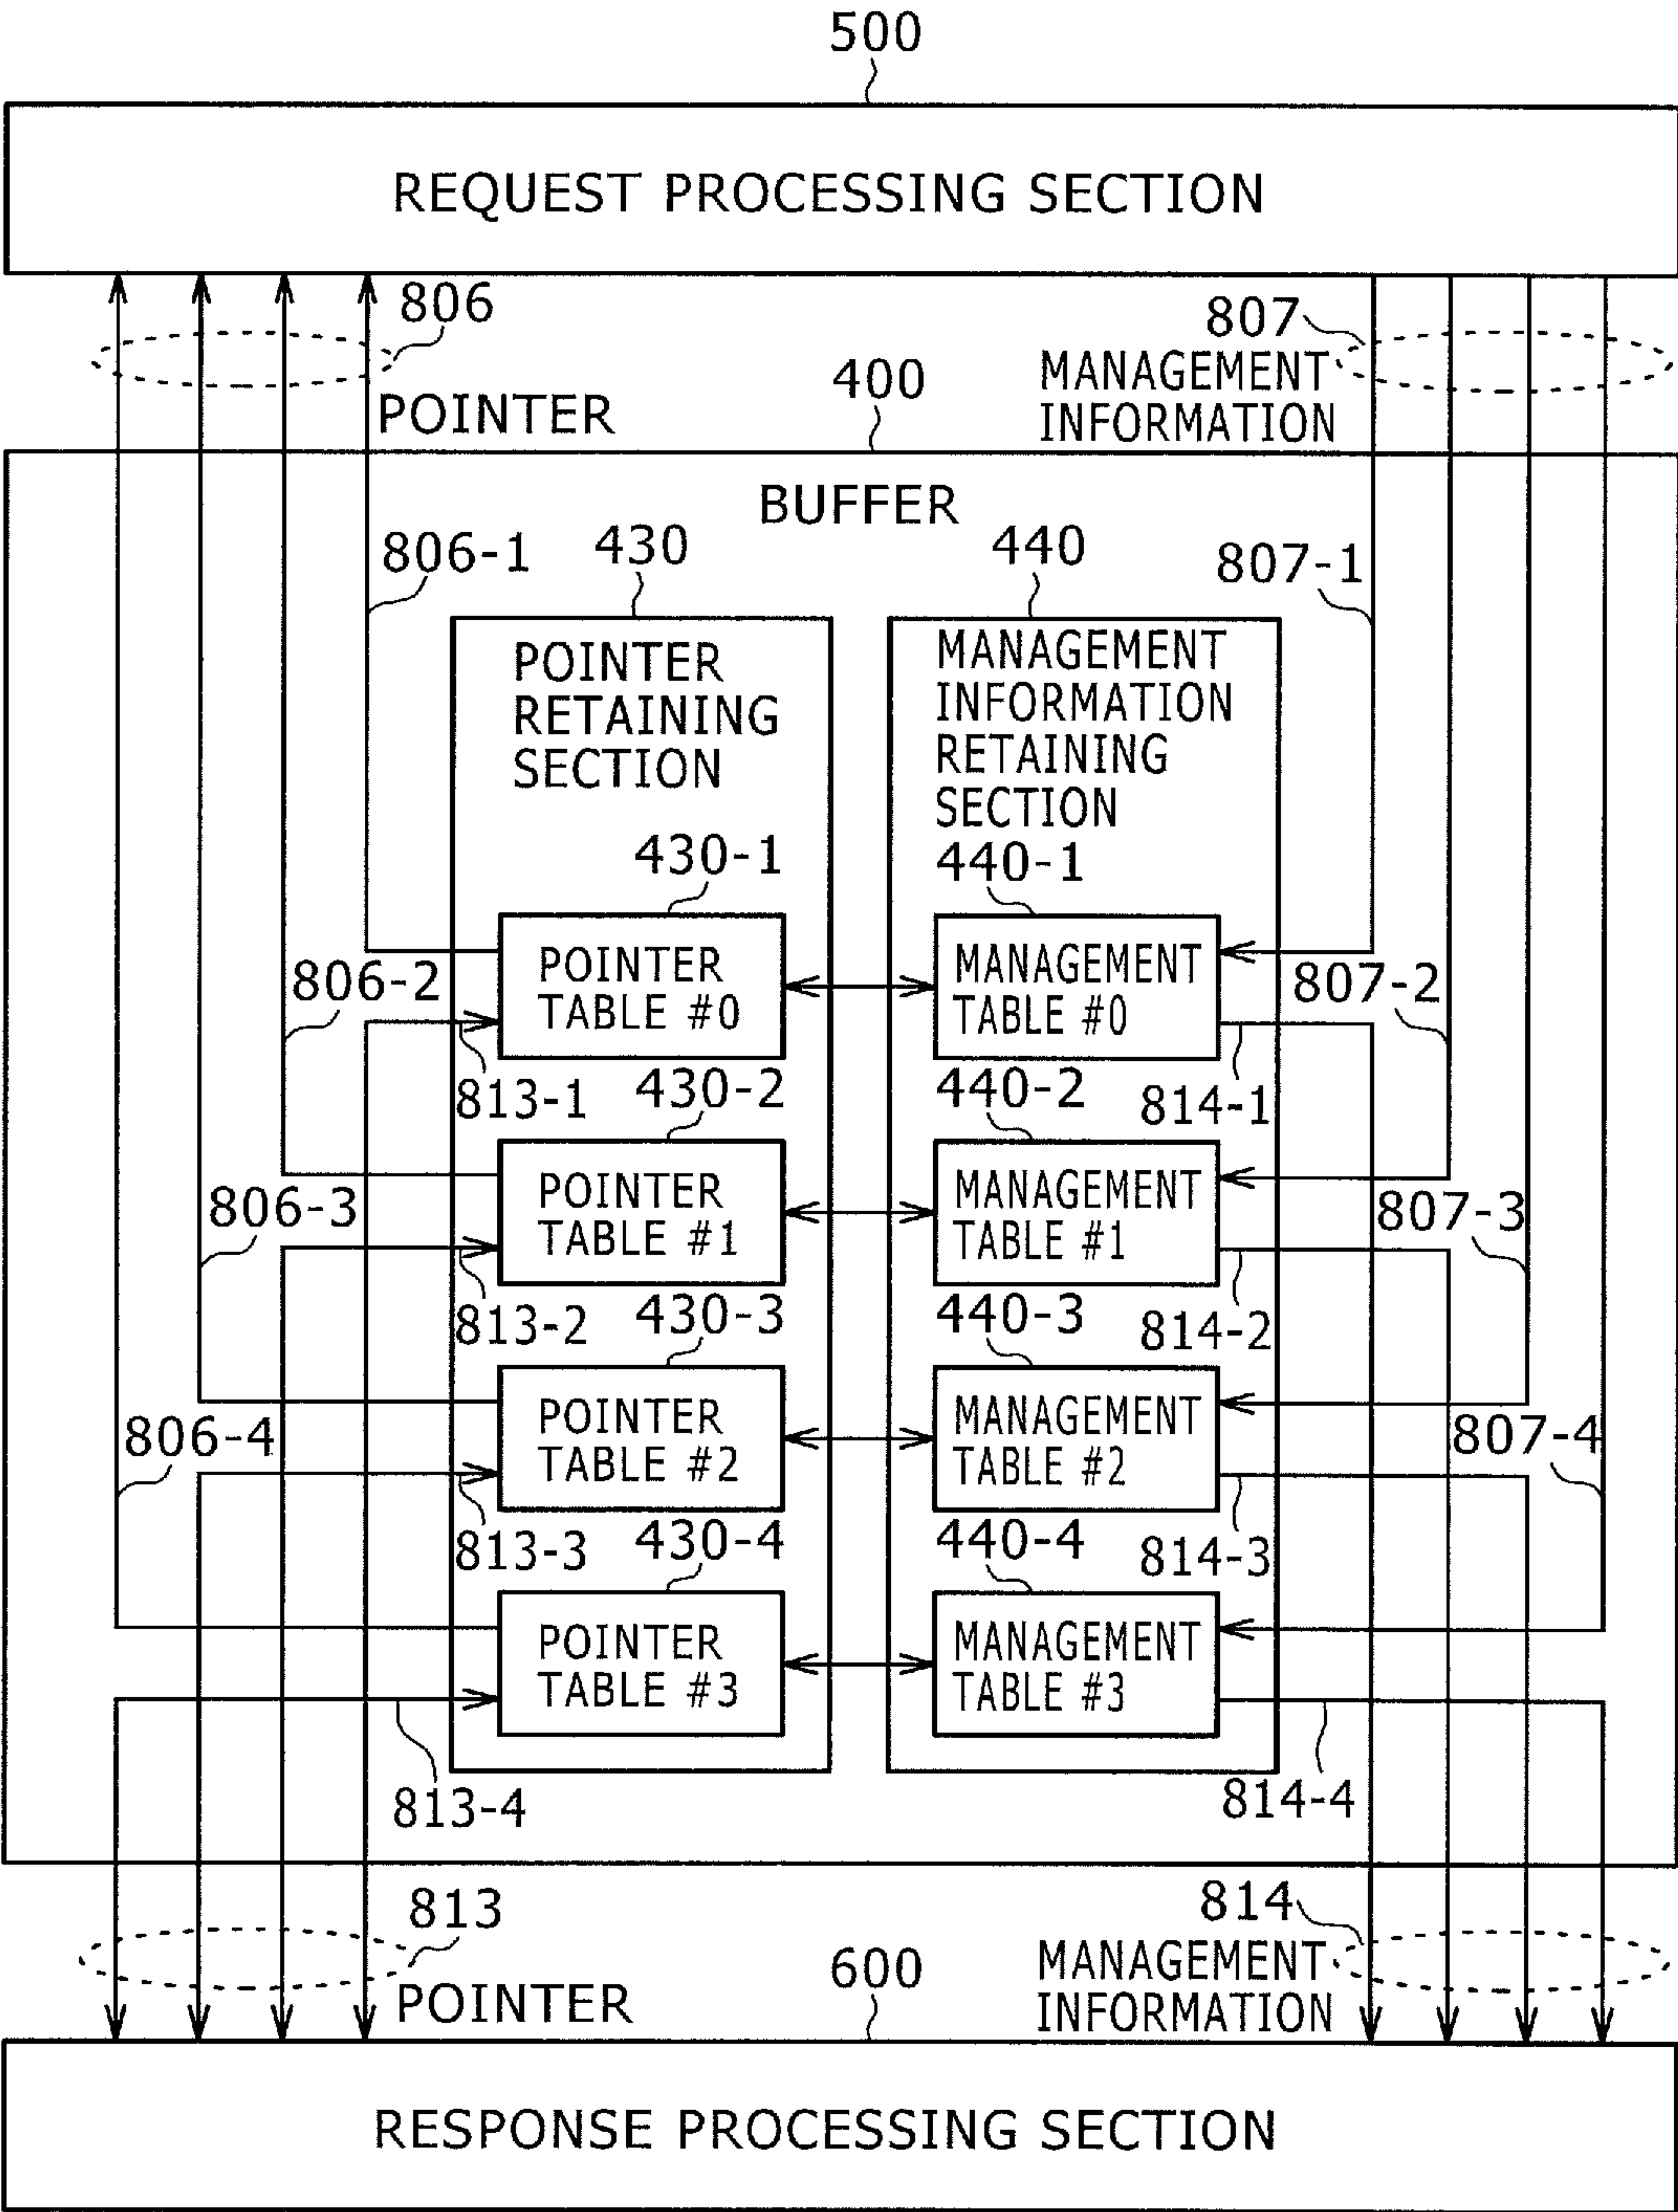 500
REQUEST PROCESSING SECTION
806
POINTER
807
MANAGEMENT
INFORMATION
400
BUFFER
806-1
430
440
807-1
POINTER
RETAINING
SECTION
MANAGEMENT
INFORMATION
RETAINING
SECTION
430-1
440-1
POINTER
TABLE #0
MANAGEMENT
TABLE #0
806-2
807-2
813-1
430-2
440-2
814-1
POINTER
TABLE #1
MANAGEMENT
TABLE #1
806-3
807-3
813-2
430-3
440-3
814-2
POINTER
TABLE #2
MANAGEMENT
TABLE #2
806-4
807-4
813-3
430-4
440-4
814-3
POINTER
TABLE #3
MANAGEMENT
TABLE #3
813-4
814-4
813
POINTER
814
MANAGEMENT
INFORMATION
600
RESPONSE PROCESSING SECTION